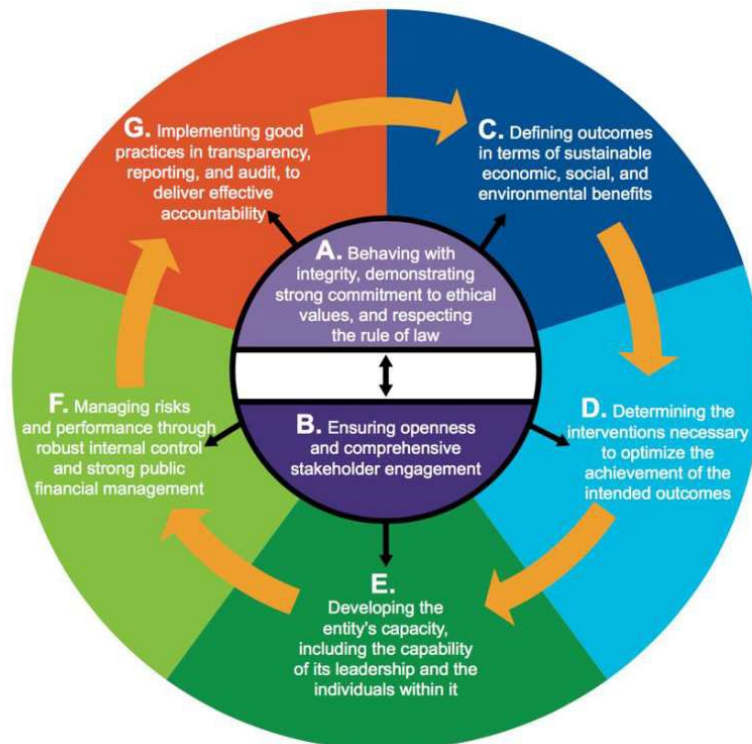 A. Behaving with
integrity, demonstrating
strong commitment to ethical
values, and respecting
the rule of law
B. Ensuring openness
and comprehensive
stakeholder engagement
C. Defining outcomes
in terms of sustainable
economic, social, and
environmental benefits
D. Determining the
interventions necessary
to optimize the
achievement of the
intended outcomes
E.
Developing the
entity's capacity,
including the capability
of its leadership and the
individuals within it
F. Managing risks
and performance through
robust internal control
and strong public
financial management
G. Implementing good
practices in transparency,
reporting, and audit, to
deliver effective
accountability